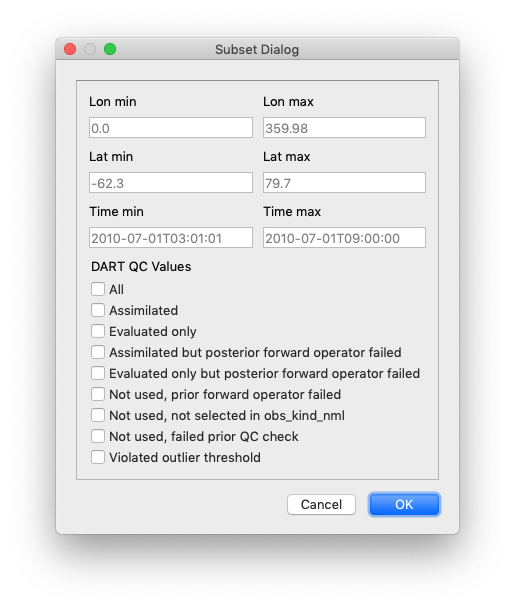 Subset Dialog
Lon min Lon max
0.0 359.98
Lat min Lat max
-62.3 79.7
Time min Time max
2010-07-01T03:01:01 2010-07-01T09:00:00
DART QC Values
All
Assimilated
Evaluated only
Assimilated but posterior forward operator failed
Evaluated only but posterior forward operator failed
Not used, prior forward operator failed
Not used, not selected in obs_kind_nml
Not used, failed prior QC check
Violated outlier threshold
Cancel OK